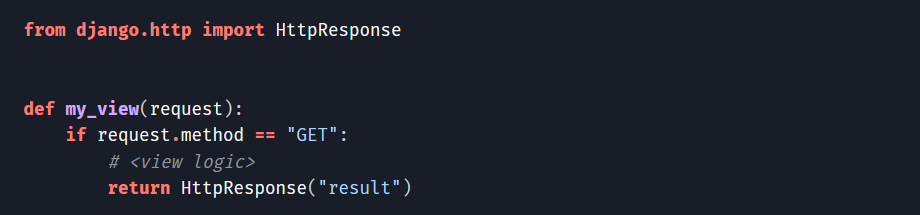 from django.http import HttpResponse
def my_view(request):
    if request.method == "GET":
        # <view logic>
        return HttpResponse("result")